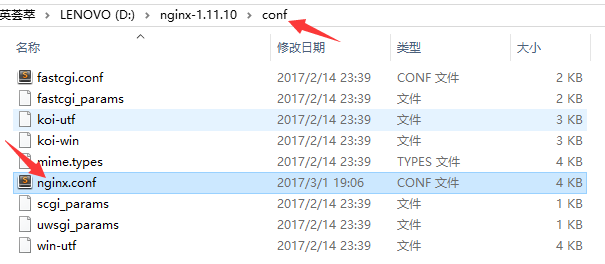 英荟萃 › LENOVO (D:) › nginx-1.11.10 › conf
名称 修改日期 类型 大小
fastcgi.conf 2017/2/14 23:39 CONF 文件 2 KB
fastcgi_params 2017/2/14 23:39 文件 2 KB
koi-utf 2017/2/14 23:39 文件 3 KB
koi-win 2017/2/14 23:39 文件 3 KB
mime.types 2017/2/14 23:39 TYPES 文件 4 KB
nginx.conf 2017/3/1 19:06 CONF 文件 4 KB
scgi_params 2017/2/14 23:39 文件 1 KB
uwsgi_params 2017/2/14 23:39 文件 1 KB
win-utf 2017/2/14 23:39 文件 4 KB